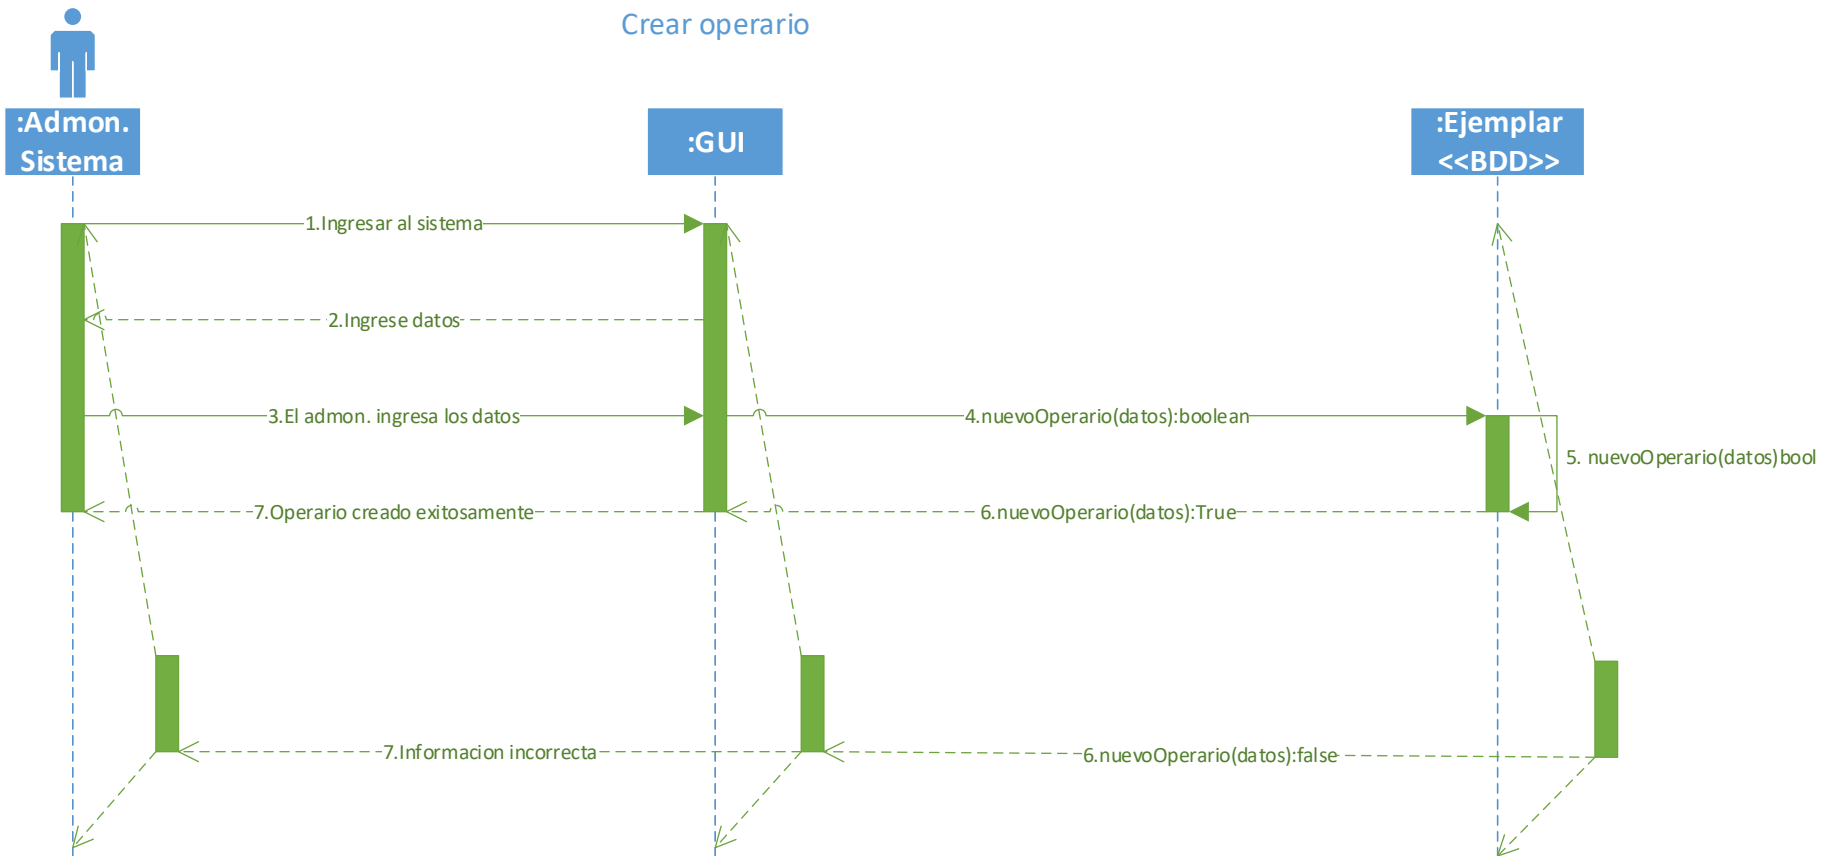 Crear operario
:Admon.
Sistema
:GUI
:Ejemplar
<<BDD>>
1.Ingresar al sistema
2.Ingrese datos
3.El admon. ingresa los datos
4.nuevoOperario(datos):boolean
5. nuevoOperario(datos)bool
7.Operario creado exitosamente
6.nuevoOperario(datos):True
7.Informacion incorrecta
6.nuevoOperario(datos):false